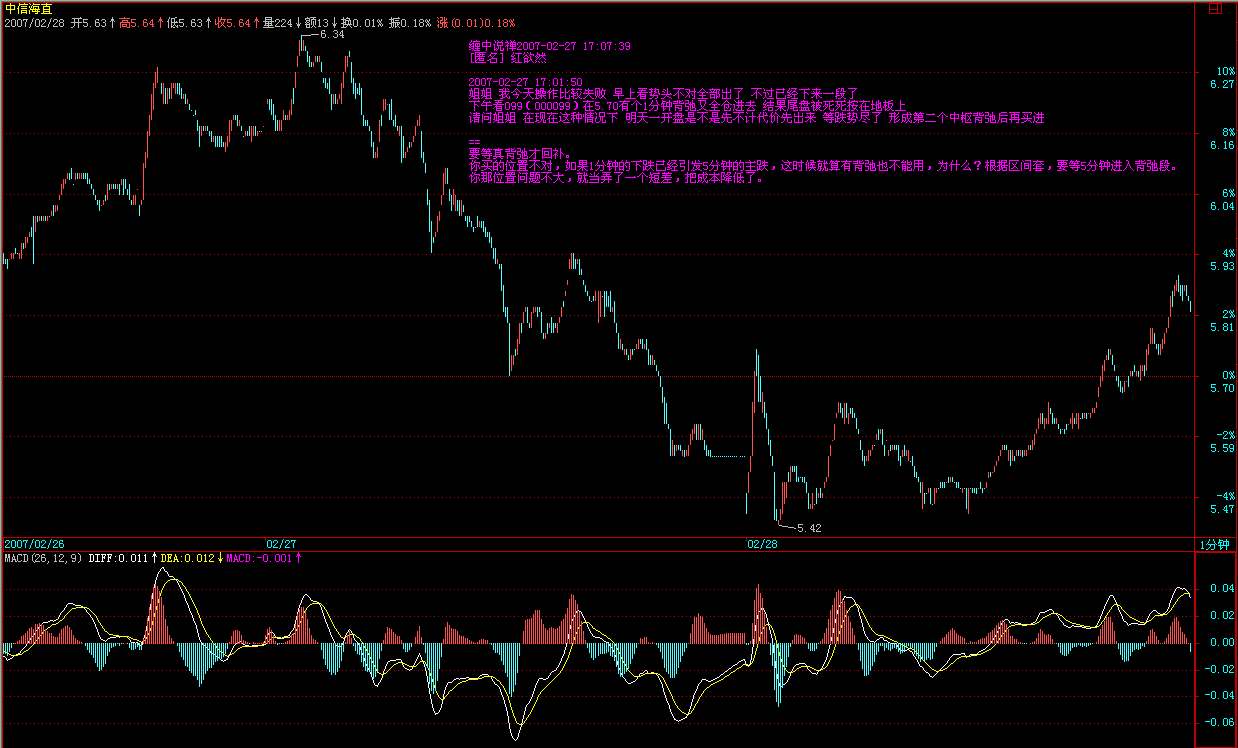 中信海直
2007/02/28 开5.63↑高5.64↑低5.63↑收5.64↑量224↓额13↓换0.01% 振0.18% 涨(0.01)0.18%
6.34
缠中说禅2007-02-27 17:07:39
[匿名] 红欲然
2007-02-27 17:01:50
姐姐 我今天操作比较失败 早上看势头不对全部出了 不过已经下来一段了
下午看099（000099）在5.70有个1分钟背弛又全仓进去 结果尾盘被死死按在地板上
请问姐姐 在现在这种情况下 明天一开盘是不是先不计代价先出来 等跌势尽了 形成第二个中枢背弛后再买进
==
要等真背弛才回补。
你买的位置不对，如果1分钟的下跌已经引发5分钟的主跌，这时候就算有背弛也不能用，为什么？根据区间套，要等5分钟进入背弛段。
你那位置问题不大，就当弄了一个短差，把成本降低了。
10%
6.27
8%
6.16
6%
6.04
4%
5.93
2%
5.81
0%
5.70
-2%
5.59
-4%
5.47
5.42
2007/02/26 02/27 02/28 1分钟
MACD(26,12,9) DIFF:0.011↑ DEA:0.012↓ MACD:-0.001↑
0.04
0.02
0.00
-0.02
-0.04
-0.06